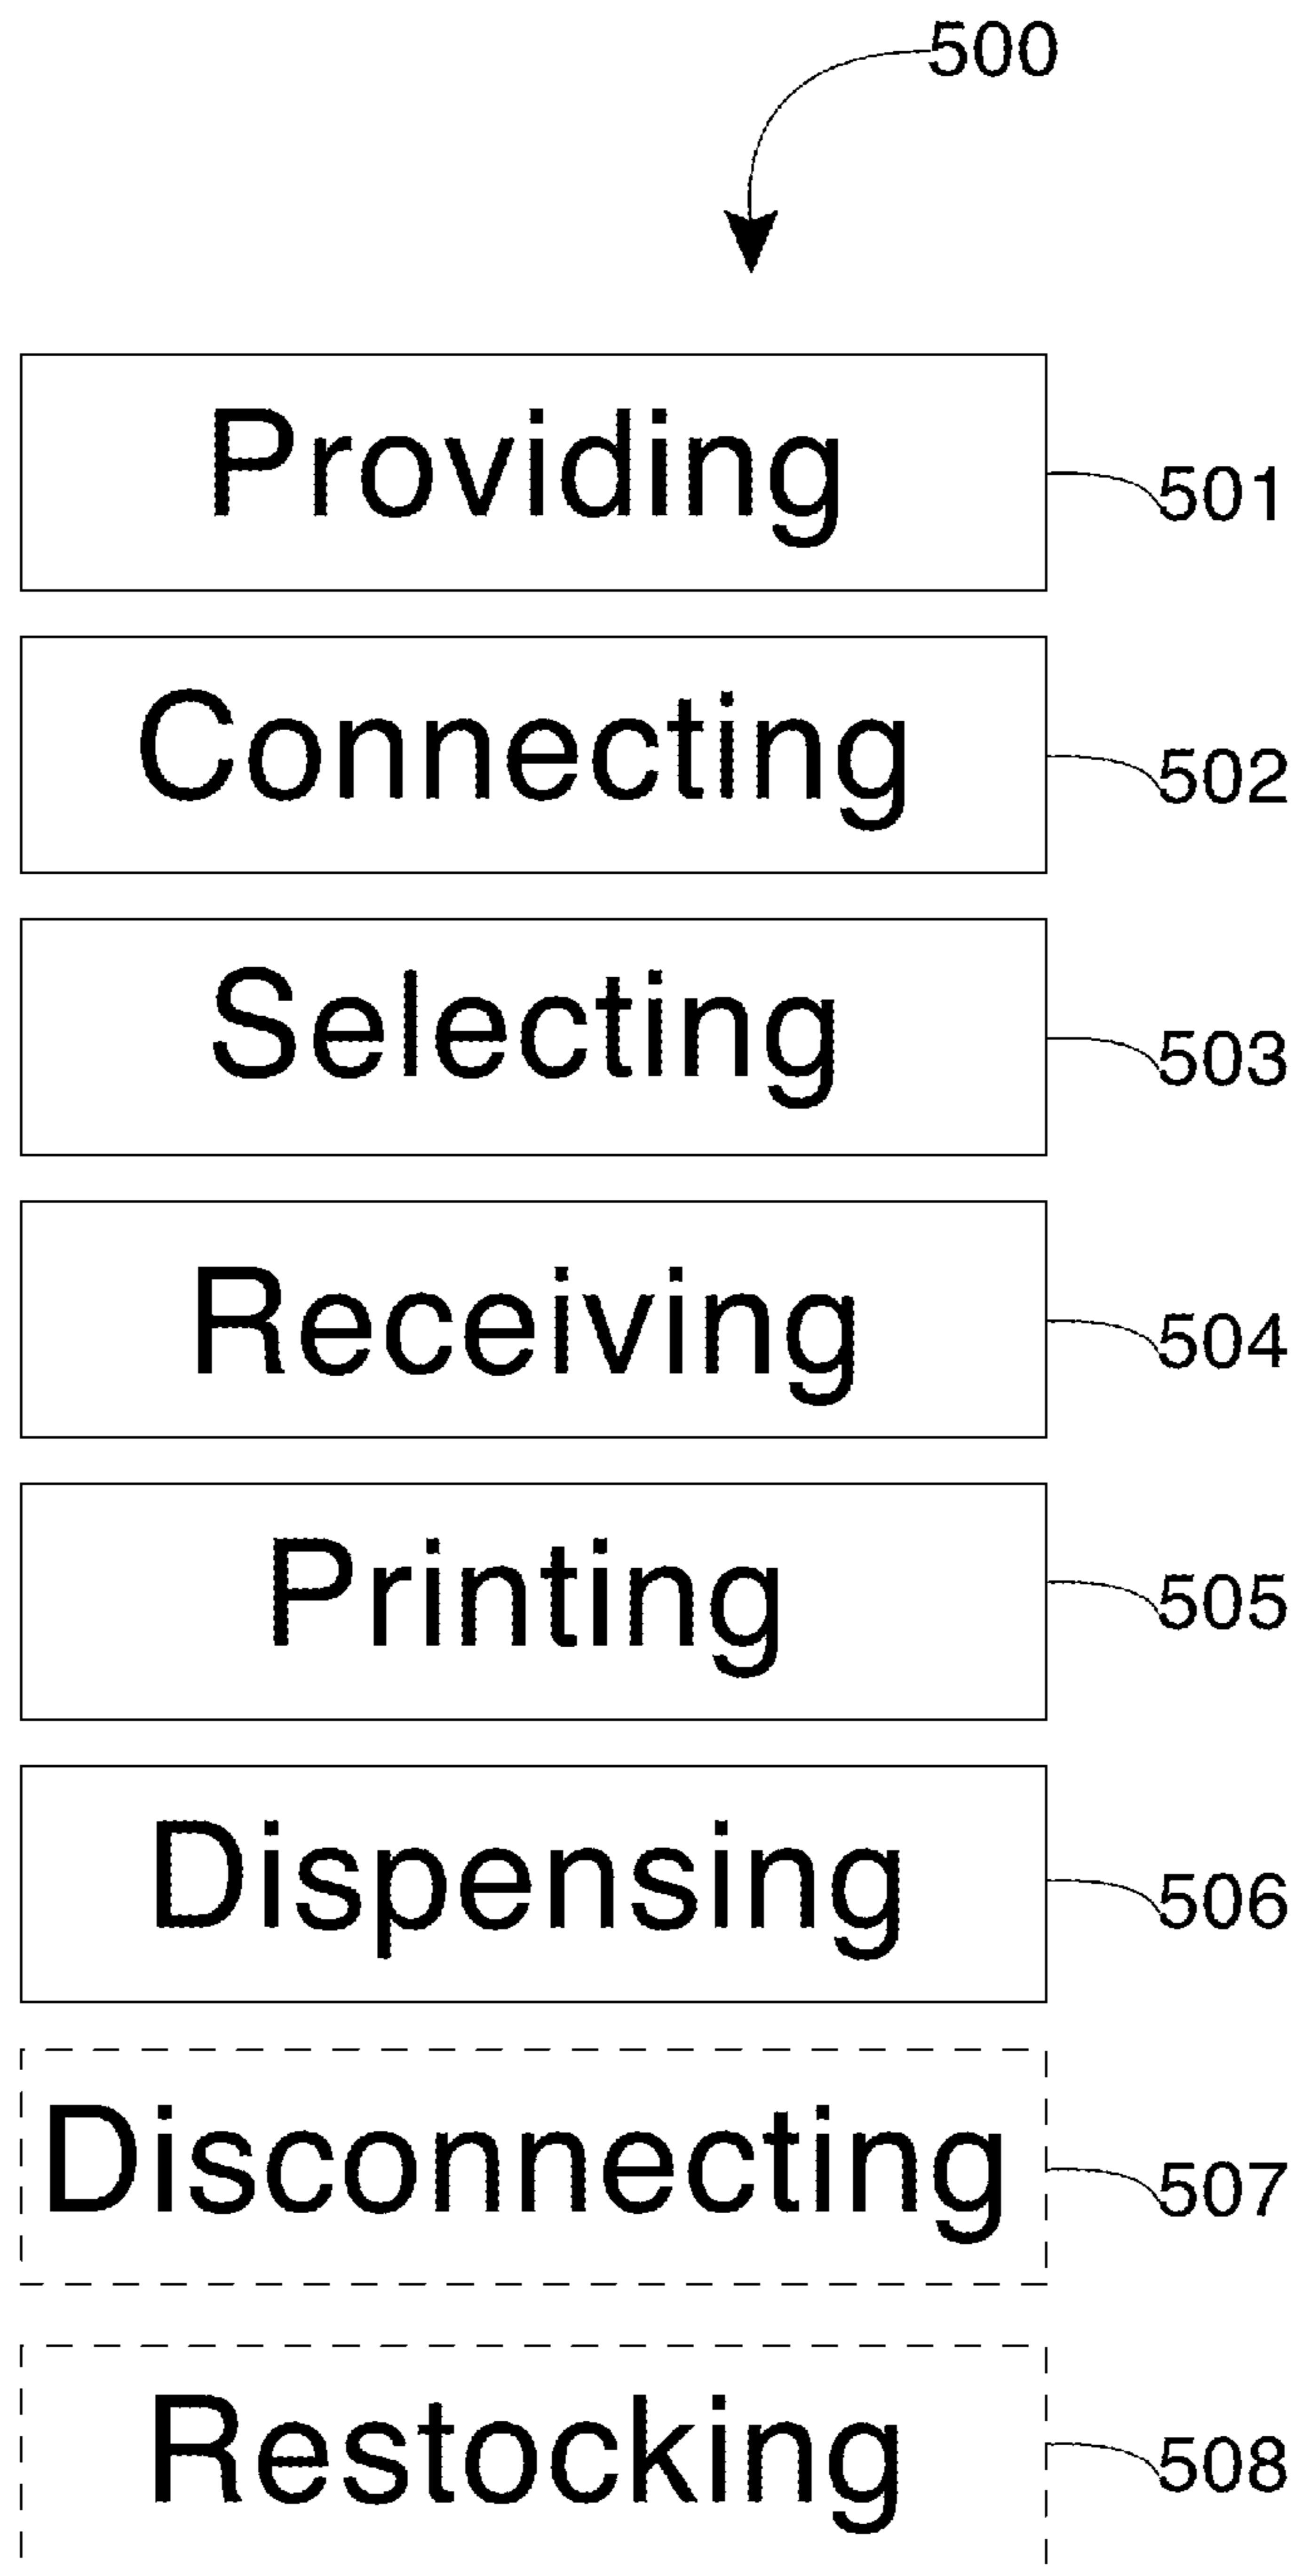 500
Providing 501
Connecting 502
Selecting 503
Receiving 504
Printing 505
Dispensing 506
Disconnecting 507
Restocking 508